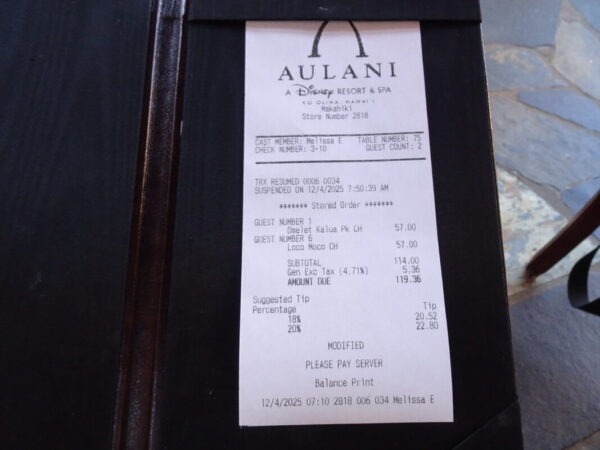 AULANI
A Disney RESORT & SPA
KO OLINA, HAWAI'I
Makahiki
Store Number 2818
CAST MEMBER: Melissa E TABLE NUMBER: 75
CHECK NUMBER: 3-10 GUEST COUNT: 2
TRX RESUMED 0006 0034
SUSPENDED ON 12/4/2025 7:50:39 AM
******* Stored Order *******
GUEST NUMBER 1
Omelet Kalua Pk CH 57.00
GUEST NUMBER 6
Loco Moco CH 57.00
SUBTOTAL 114.00
Gen Exc Tax (4.71%) 5.36
AMOUNT DUE 119.36
Suggested Tip
Percentage Tip
18% 20.52
20% 22.80
MODIFIED
PLEASE PAY SERVER
Balance Print
12/4/2025 07:10 2818 006 034 Melissa E